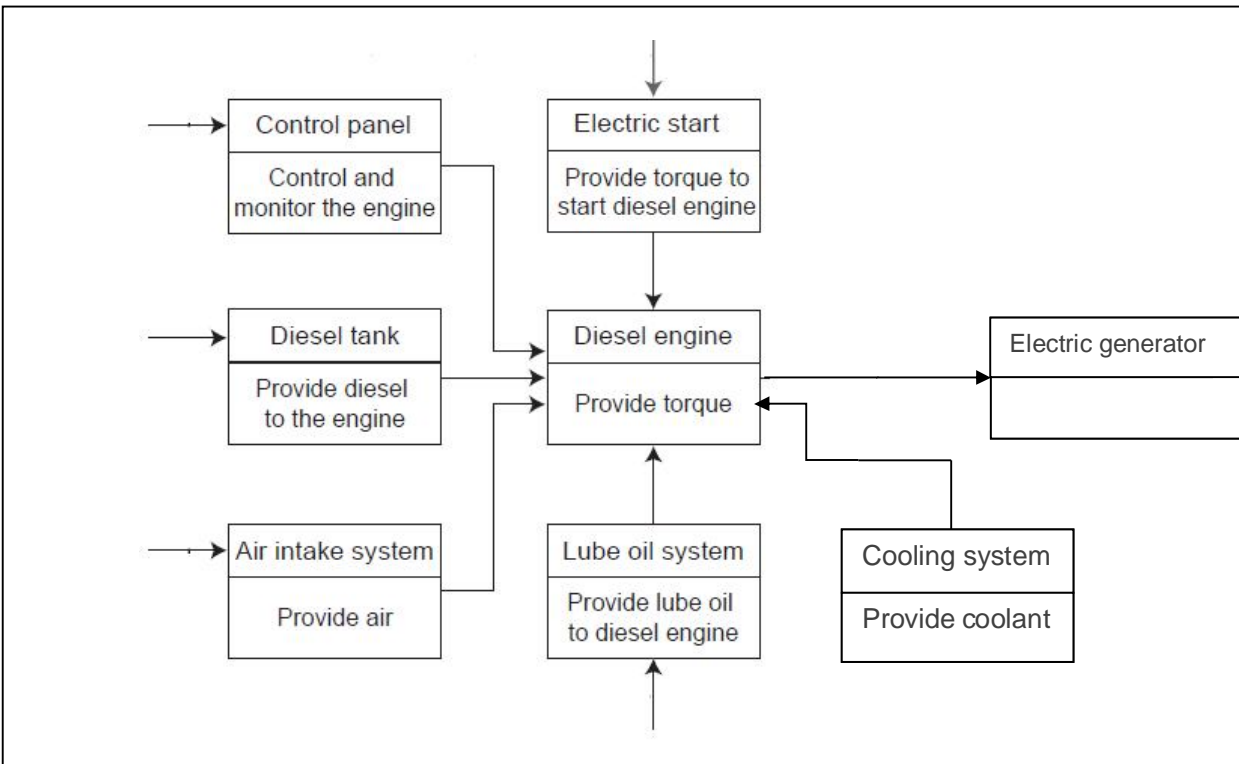 Control panel
Control and
monitor the engine
Electric start
Provide torque to
start diesel engine
Diesel tank
Provide diesel
to the engine
Diesel engine
Provide torque
Electric generator
Air intake system
Provide air
Lube oil system
Provide lube oil
to diesel engine
Cooling system
Provide coolant